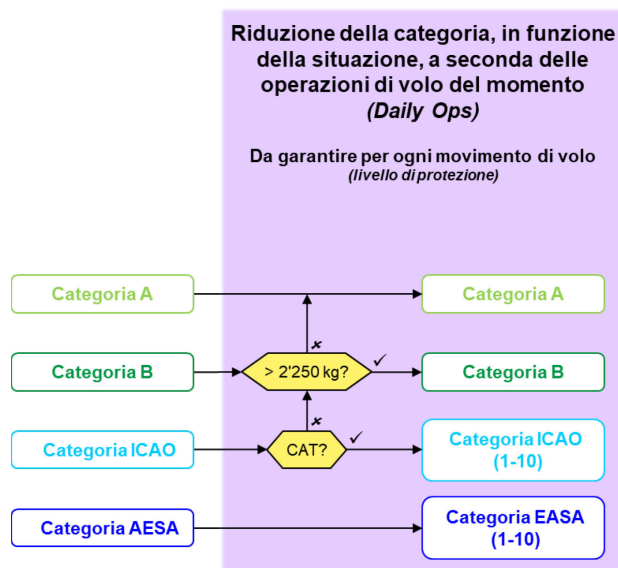 Riduzione della categoria, in funzione
della situazione, a seconda delle
operazioni di volo del momento
(Daily Ops)
Da garantire per ogni movimento di volo
(livello di protezione)
Categoria A
Categoria A
✗
Categoria B
> 2'250 kg?
✓
Categoria B
✗
Categoria ICAO
CAT?
✓
Categoria ICAO
(1-10)
Categoria AESA
Categoria EASA
(1-10)